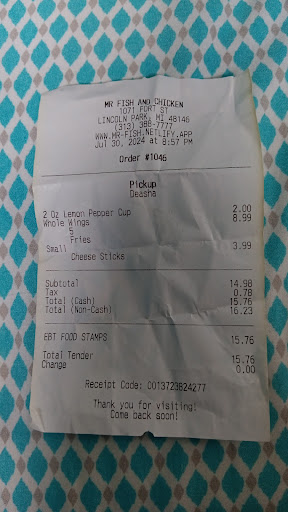 MR FISH AND CHICKEN
1071 FORT ST
LINCOLN PARK, MI 48146
(313) 388-7777
WWW.MR-FISH.NETLIFY.APP
Jul 30, 2024 at 8:57 PM
Order #1046
Pickup
Deasha
2 Oz Lemon Pepper Cup 2.00
Whole Wings 8.99
5
Fries
Small 3.99
Cheese Sticks
Subtotal 14.98
Tax 0.78
Total (Cash) 15.76
Total (Non-Cash) 16.23
EBT FOOD STAMPS 15.76
Total Tender 15.76
Change 0.00
Receipt Code: 0013723624277
Thank you for visiting!
Come back soon!